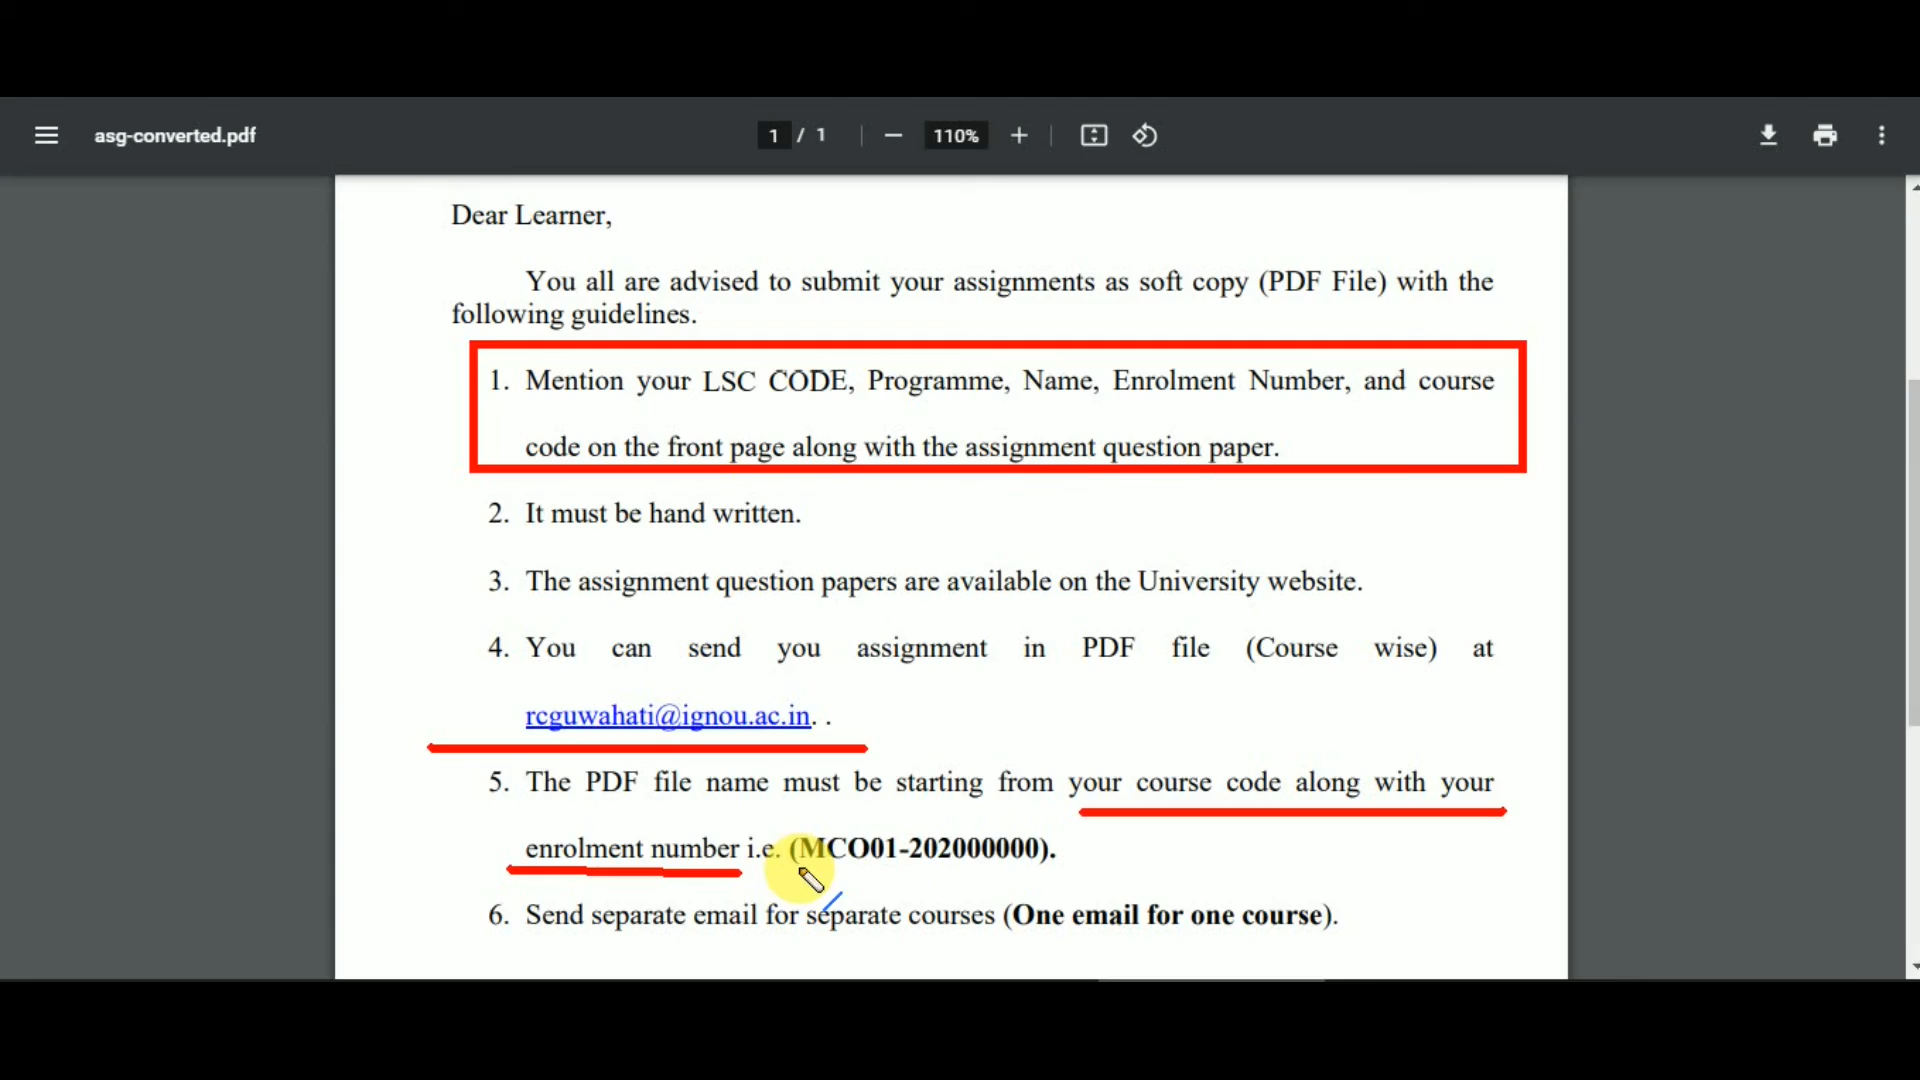 asg-converted.pdf
1 / 1
110%
Dear Learner,
You all are advised to submit your assignments as soft copy (PDF File) with the
following guidelines.
1. Mention your LSC CODE, Programme, Name, Enrolment Number, and course
code on the front page along with the assignment question paper.
2. It must be hand written.
3. The assignment question papers are available on the University website.
4. You can send you assignment in PDF file (Course wise) at
rcguwahati@ignou.ac.in. .
5. The PDF file name must be starting from your course code along with your
enrolment number i.e. (MCO01-202000000).
6. Send separate email for separate courses (One email for one course).